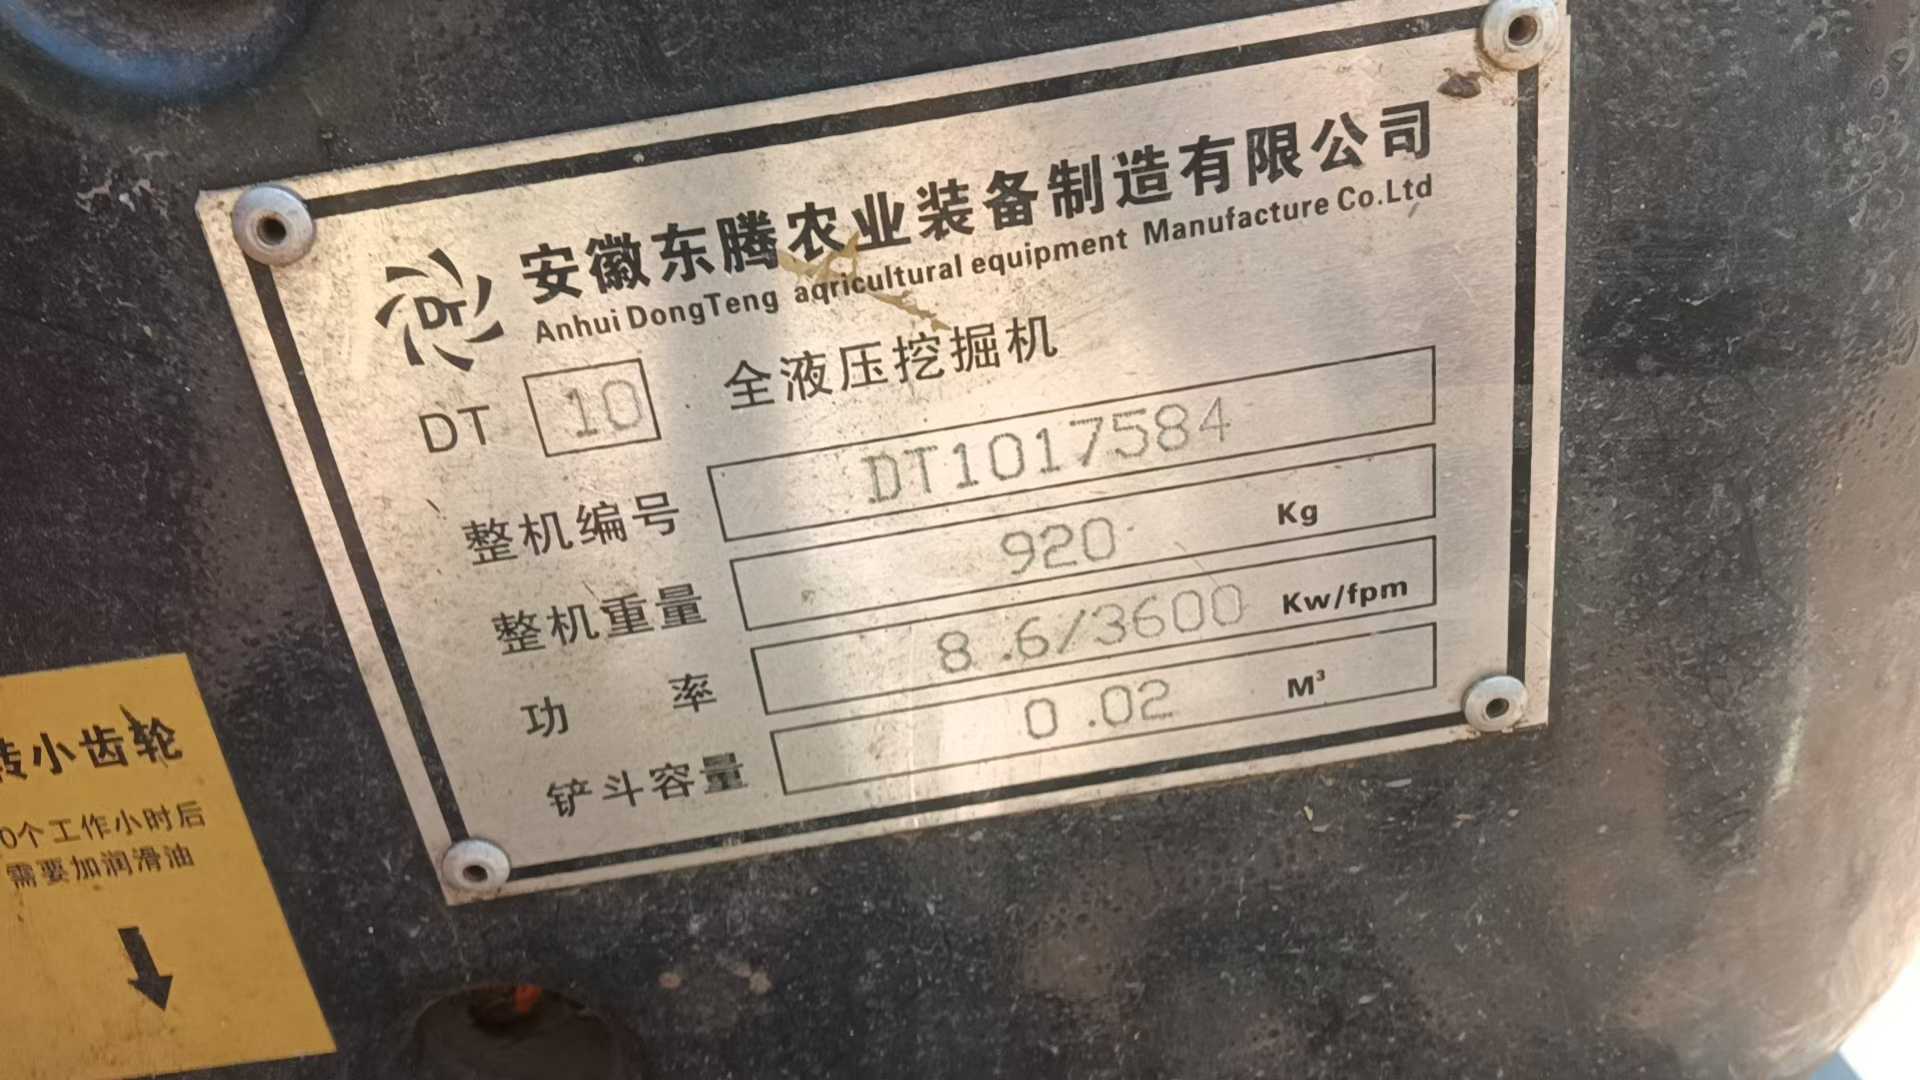 安徽东腾农业装备制造有限公司
DT
Anhui DongTeng aqricultural equipment Manufacture Co.Ltd
DT 10 全液压挖掘机
整机编号 DT1017584
整机重量 920 Kg
功 率 8.6/3600 Kw/fpm
铲斗容量 0.02 M³
转小齿轮
0个工作小时后
需要加润滑油